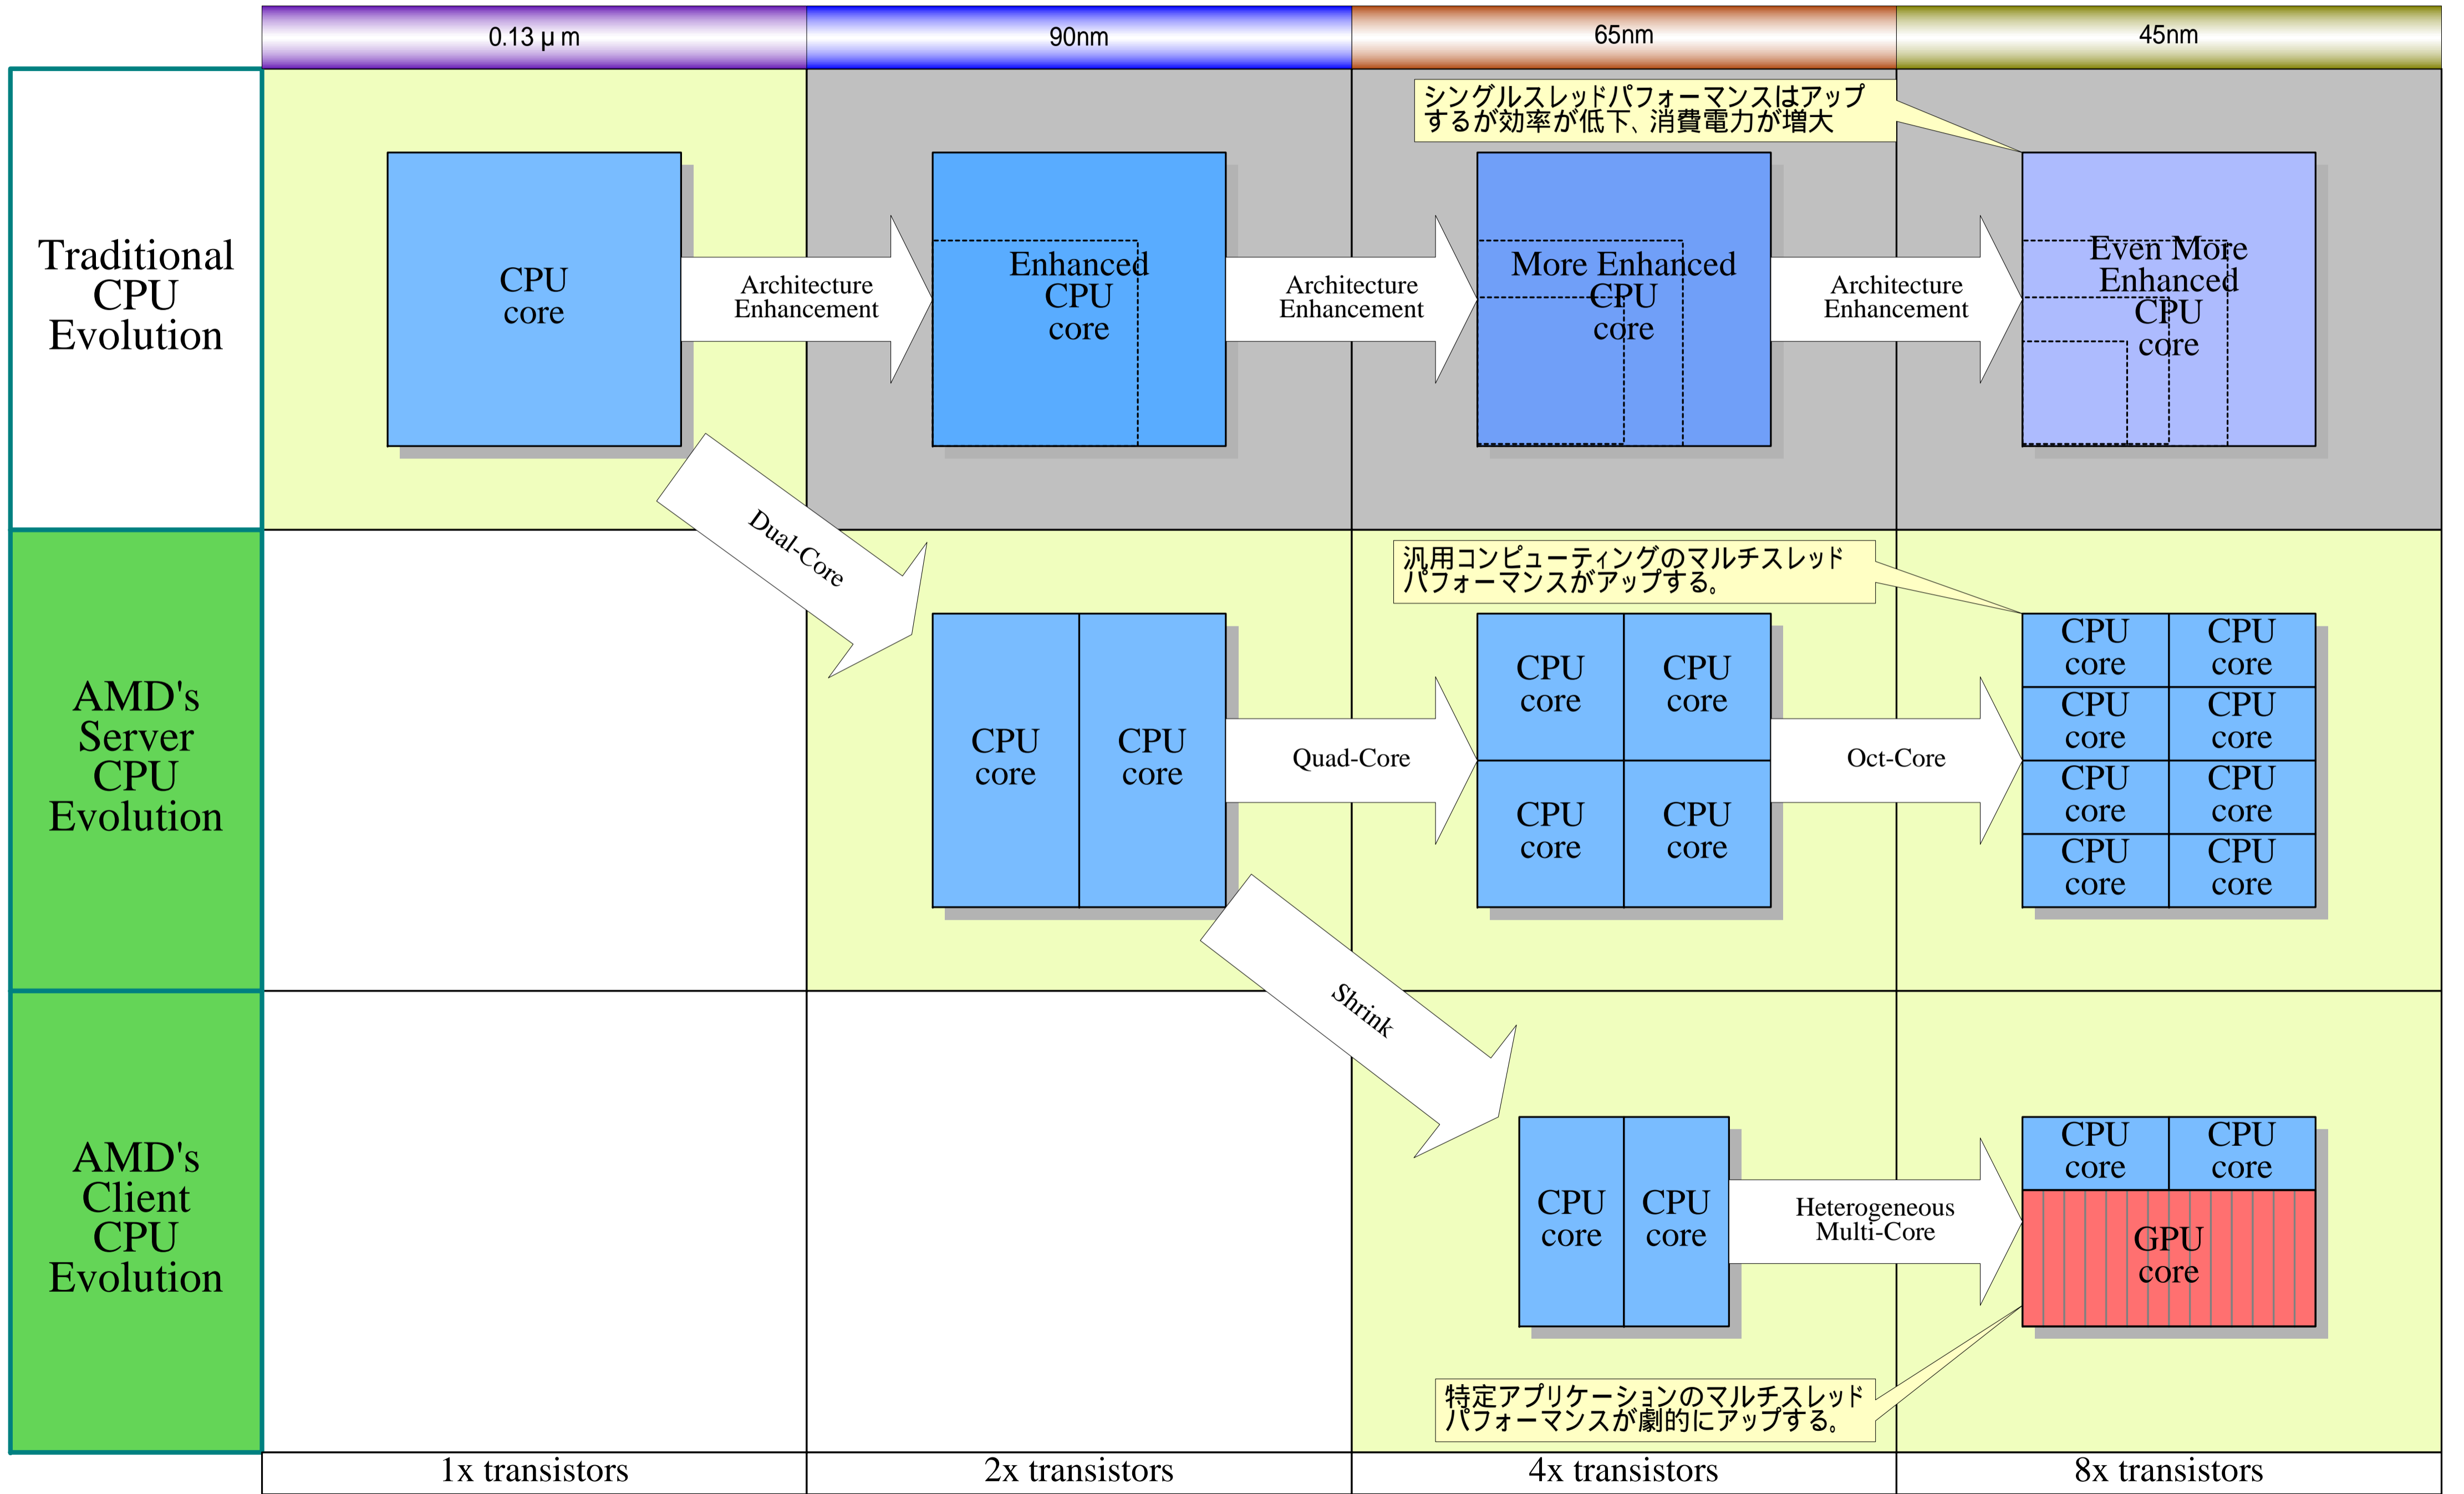 0.13 μm
90nm
65nm
45nm
Traditional
CPU
Evolution
CPU
core
Architecture
Enhancement
Enhanced
CPU
core
Architecture
Enhancement
More Enhanced
CPU
core
Architecture
Enhancement
シングルスレッドパフォーマンスはアップ
するが効率が低下、消費電力が増大
Even More
Enhanced
CPU
core
Dual-Core
AMD's
Server
CPU
Evolution
CPU
core
CPU
core
Quad-Core
CPU
core
CPU
core
CPU
core
CPU
core
Oct-Core
汎用コンピューティングのマルチスレッド
パフォーマンスがアップする。
CPU
core
CPU
core
CPU
core
CPU
core
CPU
core
CPU
core
CPU
core
CPU
core
Shrink
AMD's
Client
CPU
Evolution
CPU
core
CPU
core
Heterogeneous
Multi-Core
CPU
core
CPU
core
GPU
core
特定アプリケーションのマルチスレッド
パフォーマンスが劇的にアップする。
1x transistors
2x transistors
4x transistors
8x transistors